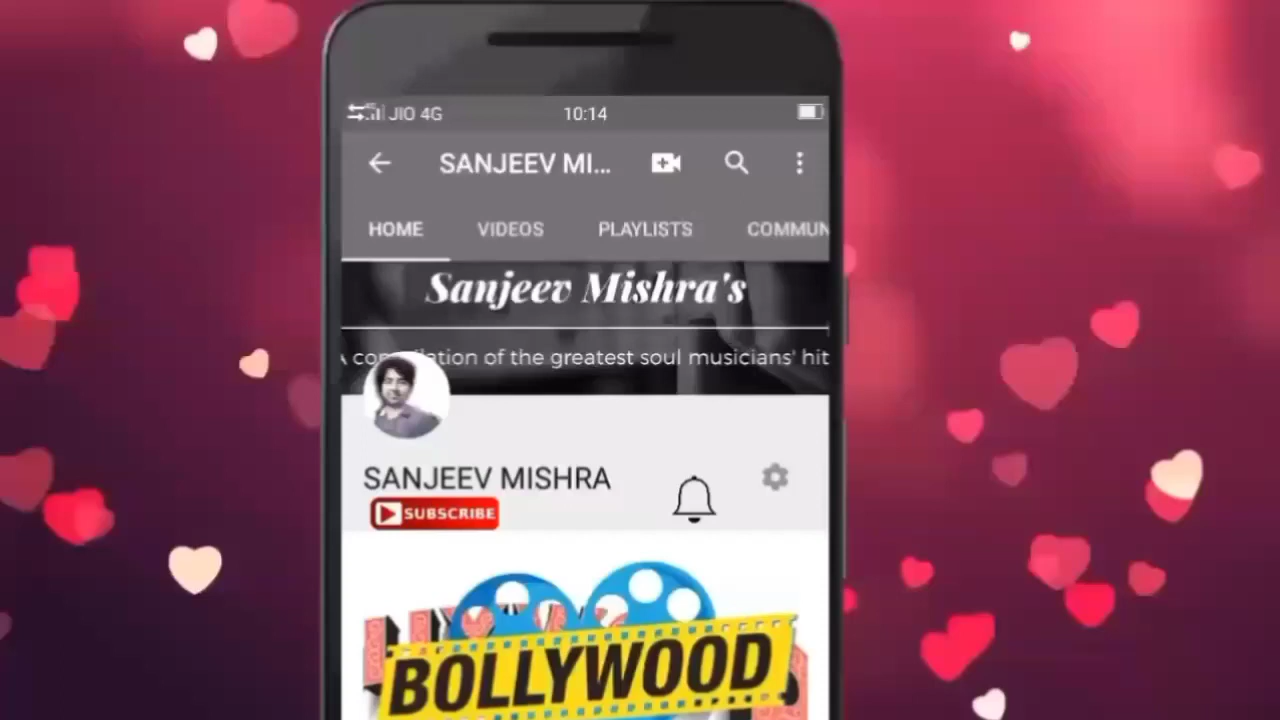 JIO 4G 10:14
SANJEEV MI...
HOME VIDEOS PLAYLISTS COMMUN
Sanjeev Mishra's
of the greatest soul musicians' hit
SANJEEV MISHRA
SUBSCRIBE
BOLLYWOOD